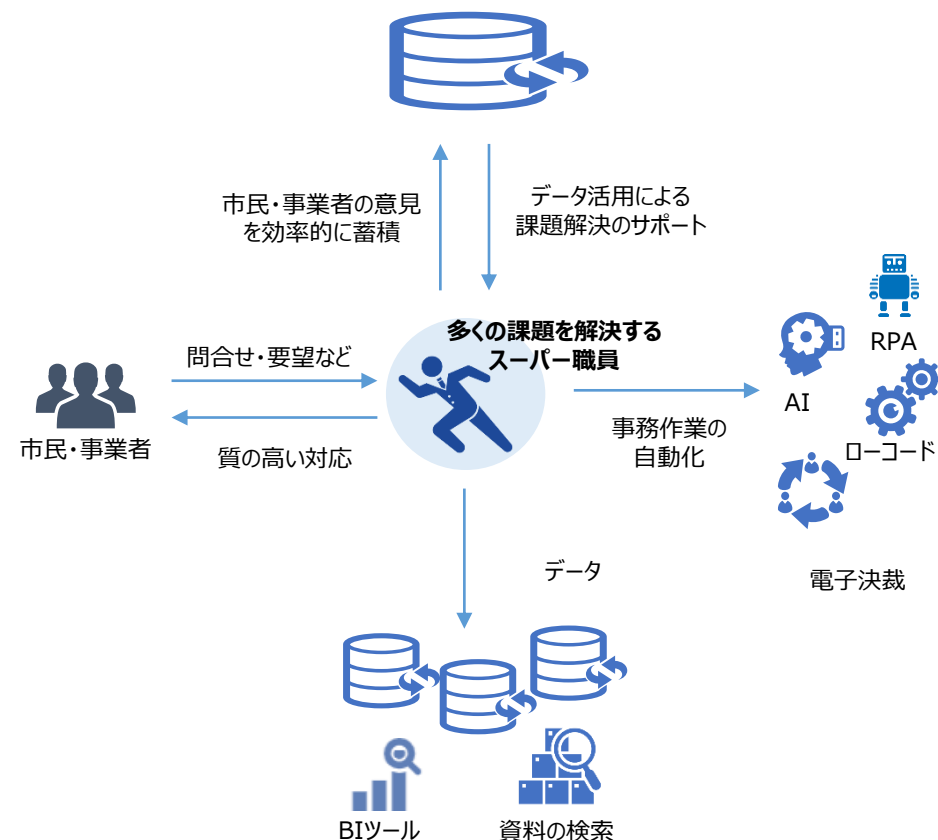 市民・事業者の意見
を効率的に蓄積
データ活用による
課題解決のサポート
多くの課題を解決する
スーパー職員
問合せ・要望など
質の高い対応
市民・事業者
事務作業の
自動化
RPA
AI
ローコード
電子決裁
データ
BIツール
資料の検索